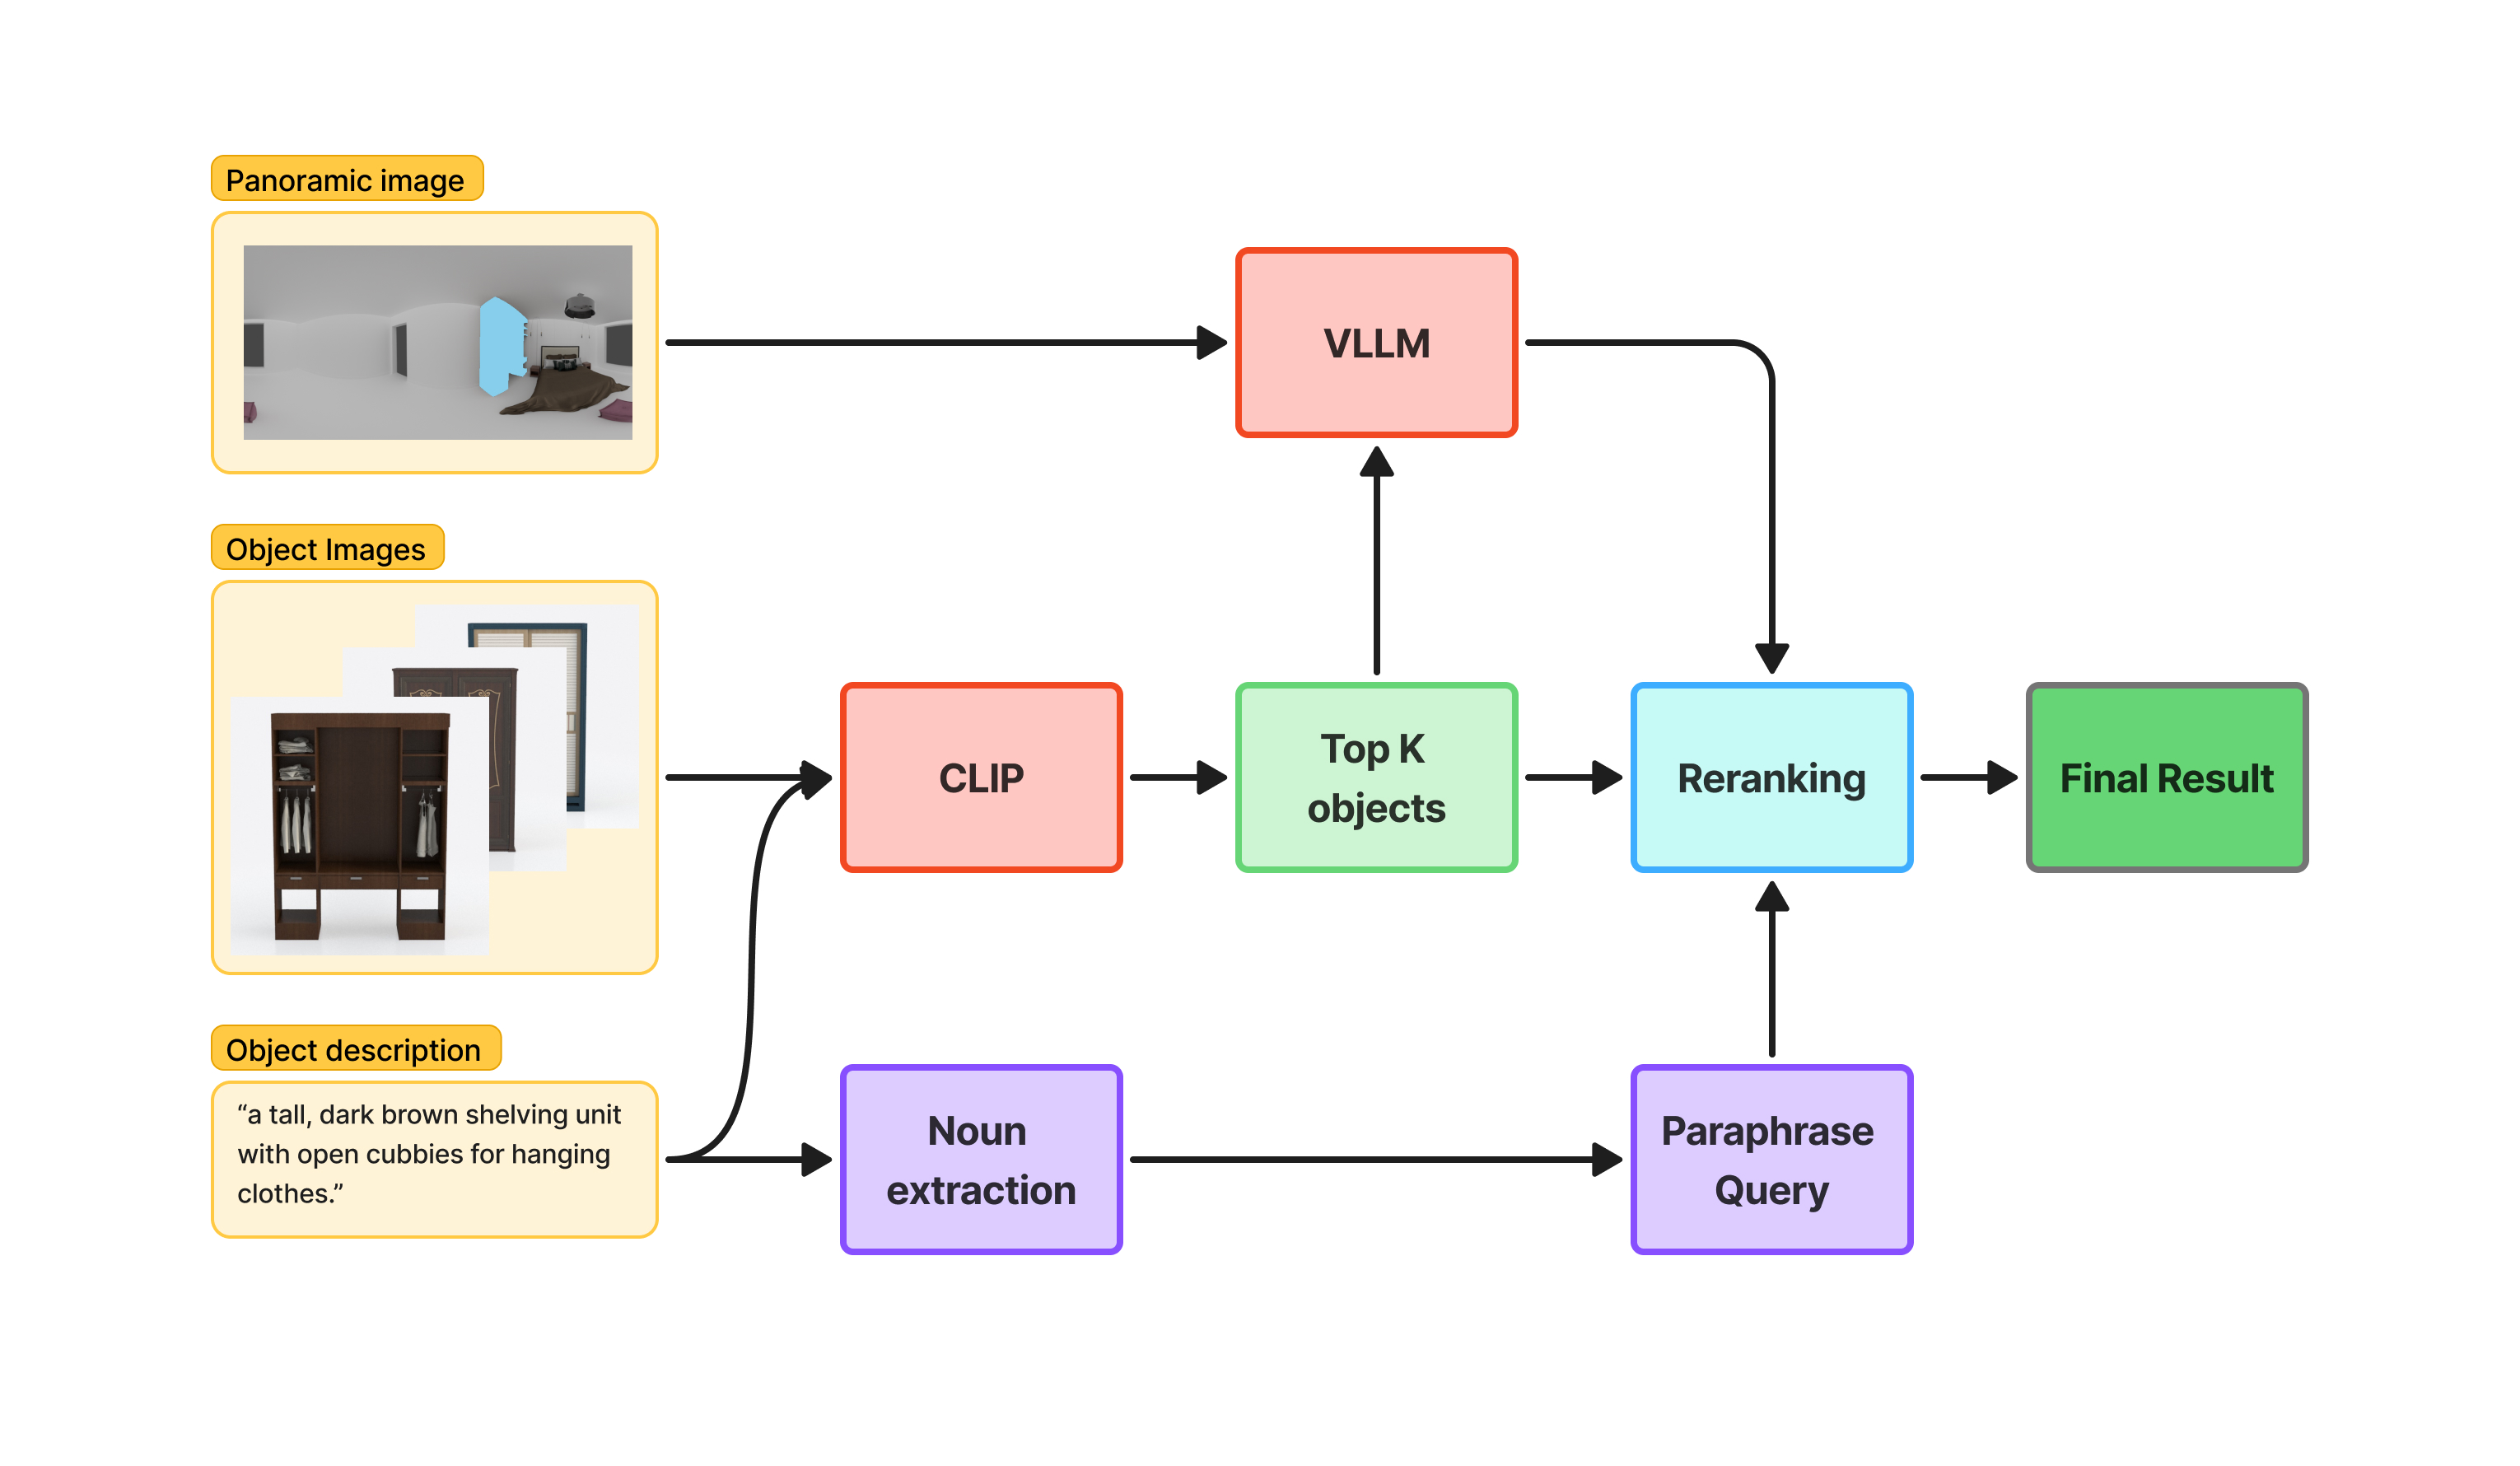 Panoramic image
VLLM
Object Images
CLIP
Top K
objects
Reranking
Final Result
Object description
“a tall, dark brown shelving unit
with open cubbies for hanging
clothes.”
Noun
extraction
Paraphrase
Query